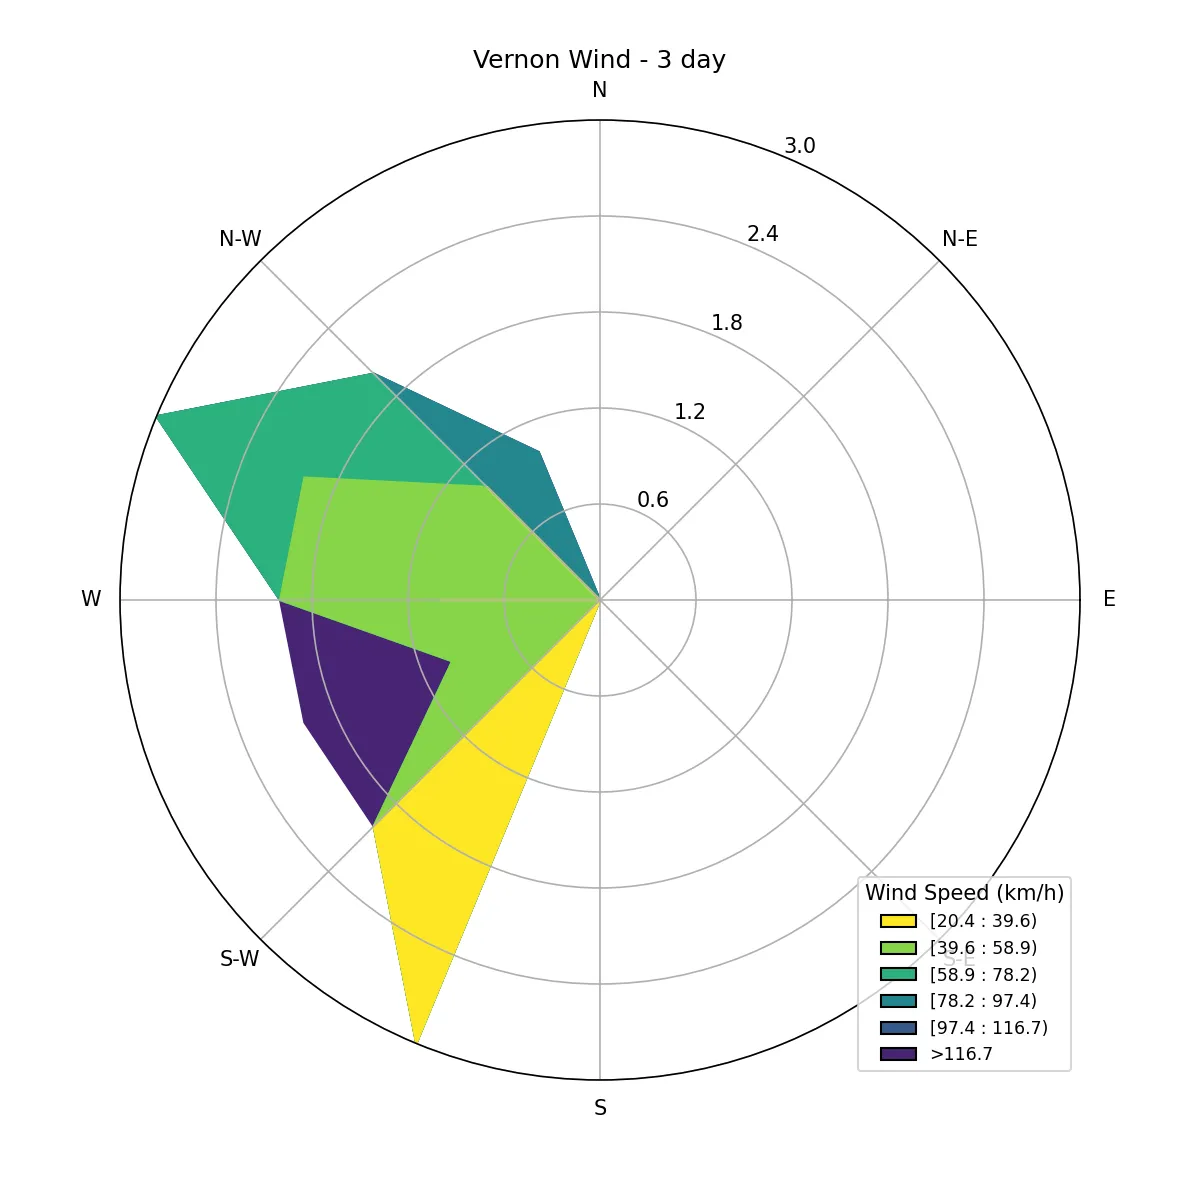 Vernon Wind - 3 day
N
3.0
N-W
N-E
2.4
1.8
1.2
0.6
W
E
S-W
S-E
S
Wind Speed (km/h)
[20.4 : 39.6)
[39.6 : 58.9)
[58.9 : 78.2)
[78.2 : 97.4)
[97.4 : 116.7)
>116.7